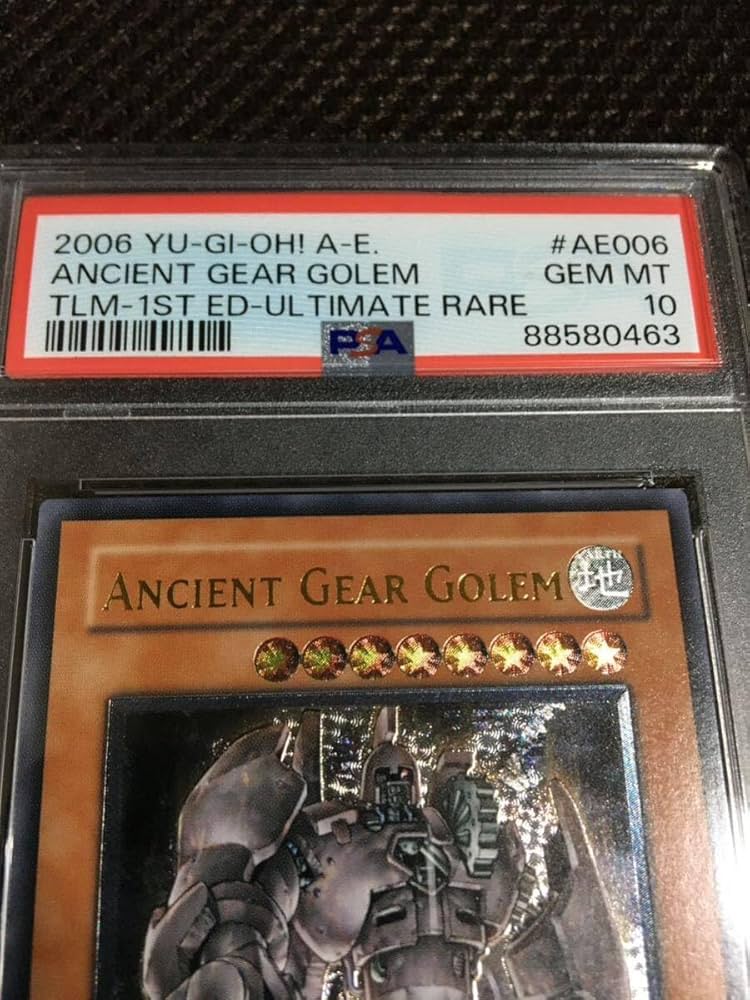 2006 YU-GI-OH! A-E. #AE006
ANCIENT GEAR GOLEM GEM MT
TLM-1ST ED-ULTIMATE RARE 10
PSA 88580463
ANCIENT GEAR GOLEM
EARTH
地